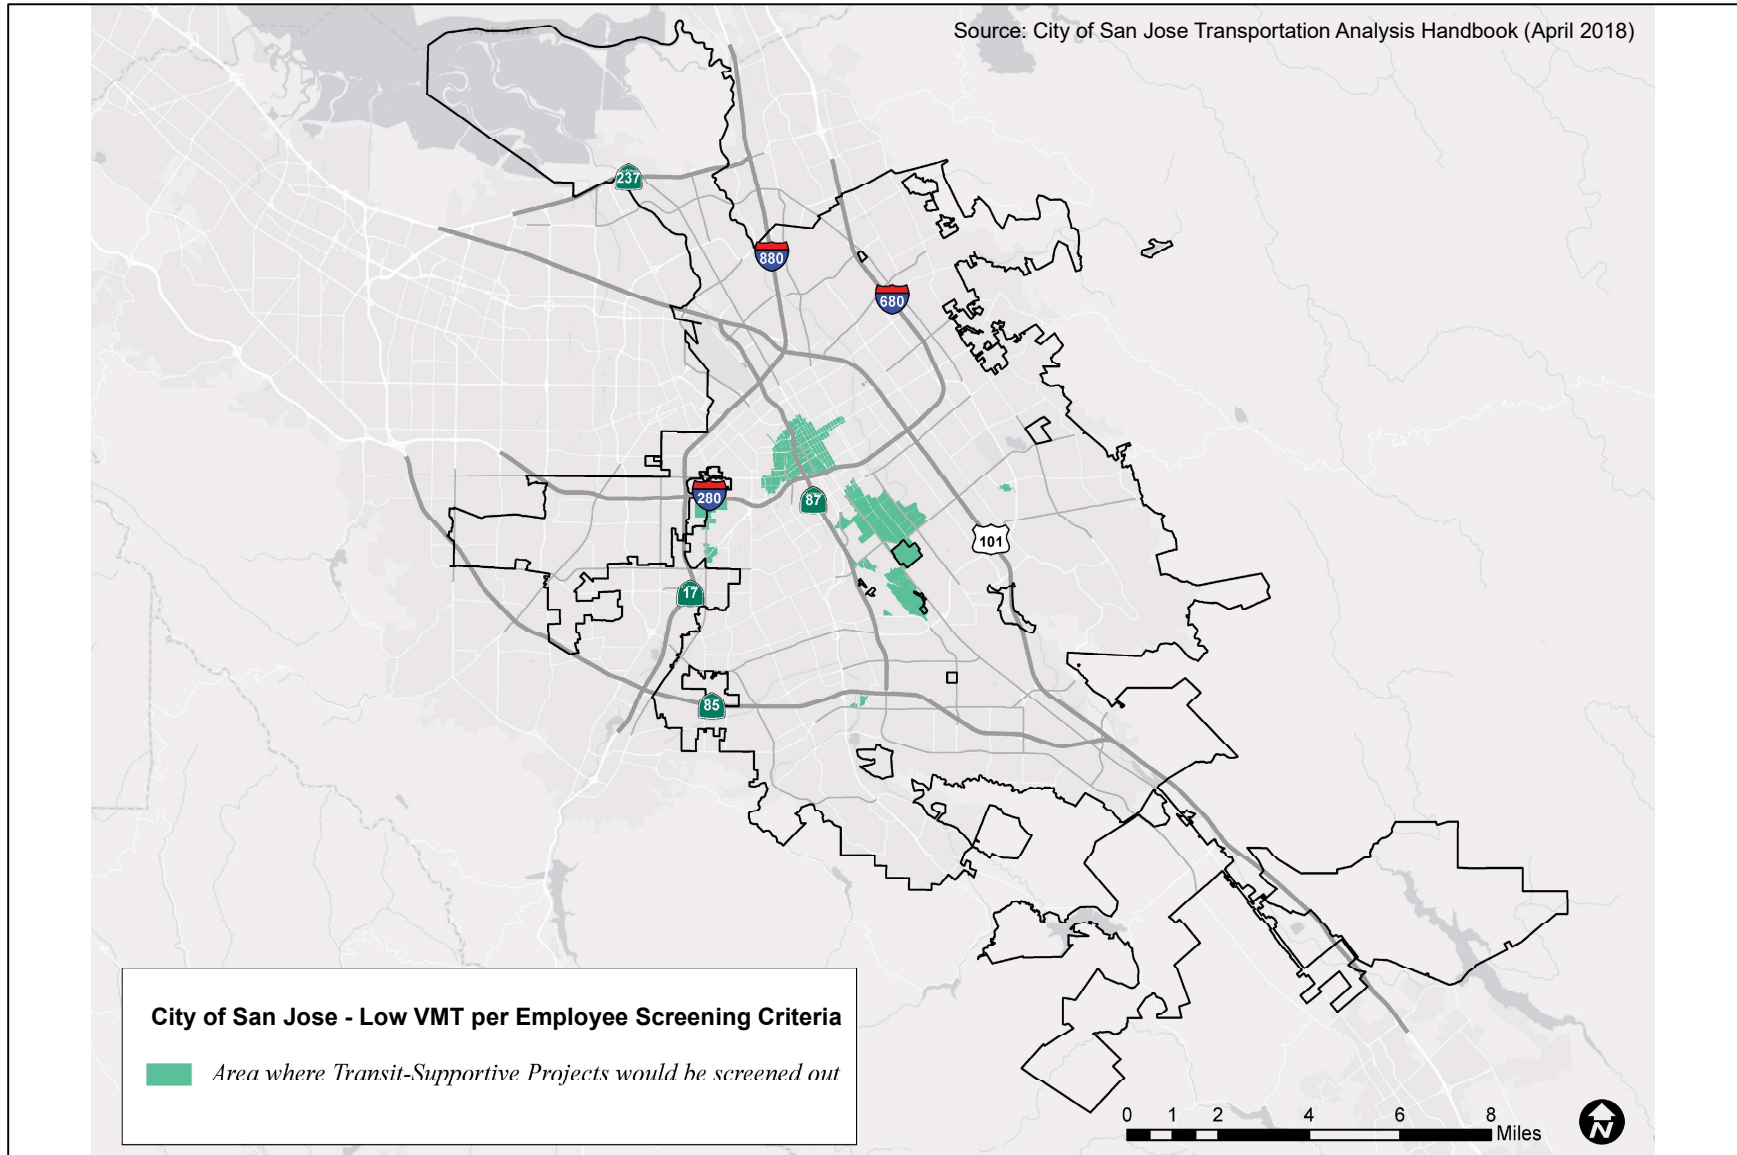 Source: City of San Jose Transportation Analysis Handbook (April 2018)
237
880
680
280
87
101
17
85
City of San Jose - Low VMT per Employee Screening Criteria
Area where Transit-Supportive Projects would be screened out
0 1 2 4 6 8
Miles
N